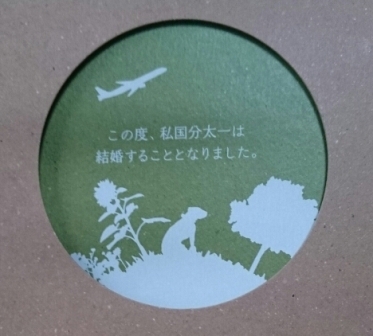 この度、私国分太一は
結婚することとなりました。